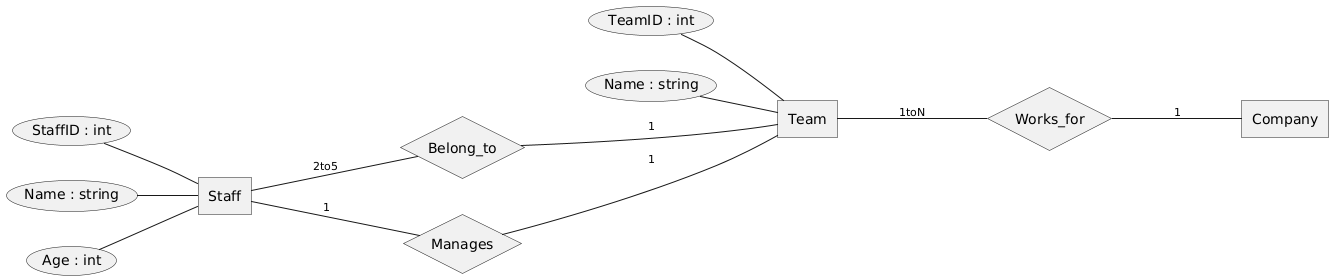 TeamID : int
Name : string
Team
1toN
Works_for
1
Company
StaffID : int
Name : string
Age : int
Staff
2to5
Belong_to
1
1
Manages
1